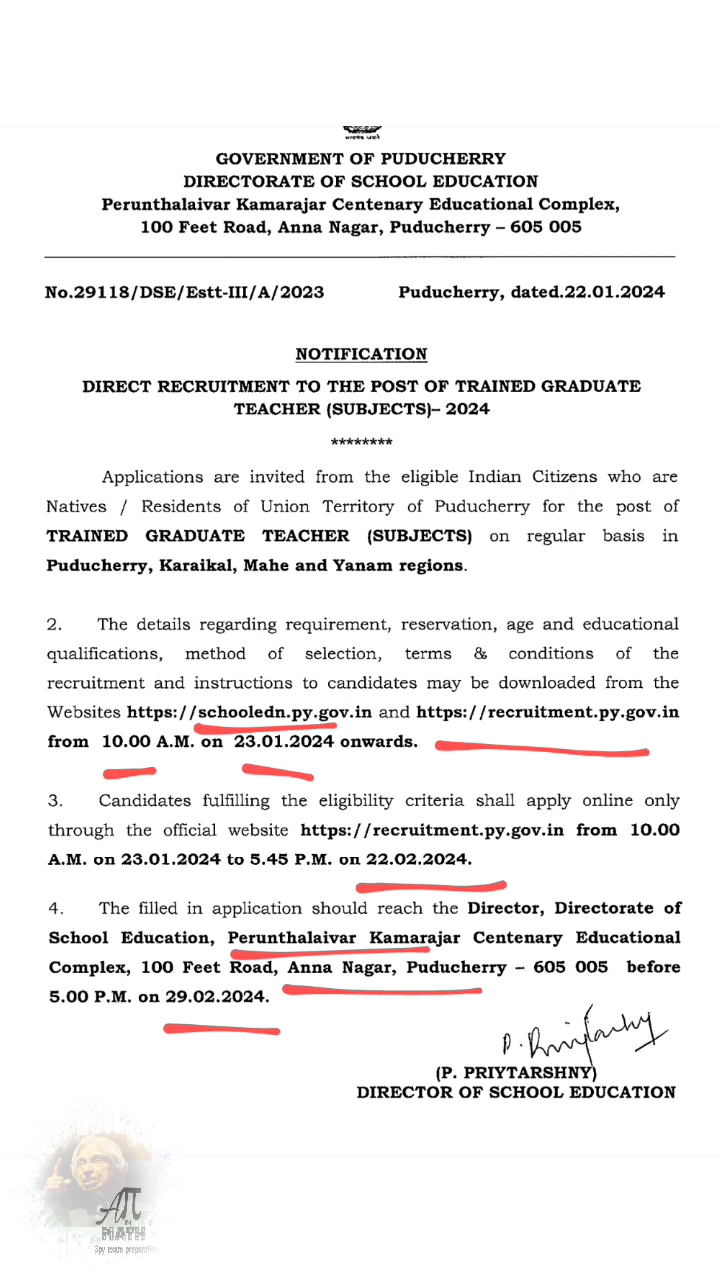 GOVERNMENT OF PUDUCHERRY
DIRECTORATE OF SCHOOL EDUCATION
Perunthalaivar Kamarajar Centenary Educational Complex,
100 Feet Road, Anna Nagar, Puducherry – 605 005
No.29118/DSE/Estt-III/A/2023 Puducherry, dated.22.01.2024
NOTIFICATION
DIRECT RECRUITMENT TO THE POST OF TRAINED GRADUATE
TEACHER (SUBJECTS)– 2024
********
Applications are invited from the eligible Indian Citizens who are
Natives / Residents of Union Territory of Puducherry for the post of
TRAINED GRADUATE TEACHER (SUBJECTS) on regular basis in
Puducherry, Karaikal, Mahe and Yanam regions.
2. The details regarding requirement, reservation, age and educational
qualifications, method of selection, terms & conditions of the
recruitment and instructions to candidates may be downloaded from the
Websites https://schooledn.py.gov.in and https://recruitment.py.gov.in
from 10.00 A.M. on 23.01.2024 onwards.
3. Candidates fulfilling the eligibility criteria shall apply online only
through the official website https://recruitment.py.gov.in from 10.00
A.M. on 23.01.2024 to 5.45 P.M. on 22.02.2024.
4. The filled in application should reach the Director, Directorate of
School Education, Perunthalaivar Kamarajar Centenary Educational
Complex, 100 Feet Road, Anna Nagar, Puducherry – 605 005 before
5.00 P.M. on 29.02.2024.
(P. PRIYTARSHNY)
DIRECTOR OF SCHOOL EDUCATION
IN
MATH